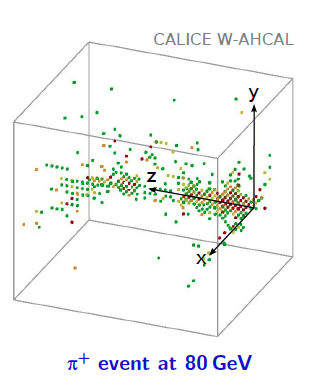 CALICE W-AHCAL
y
z
x
π⁺ event at 80 GeV